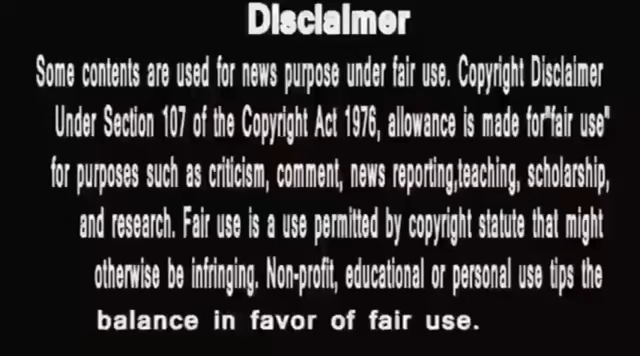 Disclaimer
Some contents are used for news purpose under fair use. Copyright Disclaimer
Under Section 107 of the Copyright Act 1976, allowance is made for"fair use"
for purposes such as criticism, comment, news reporting,teaching, scholarship,
and research. Fair use is a use permitted by copyright statute that might
otherwise be infringing. Non-profit, educational or personal use tips the
balance in favor of fair use.